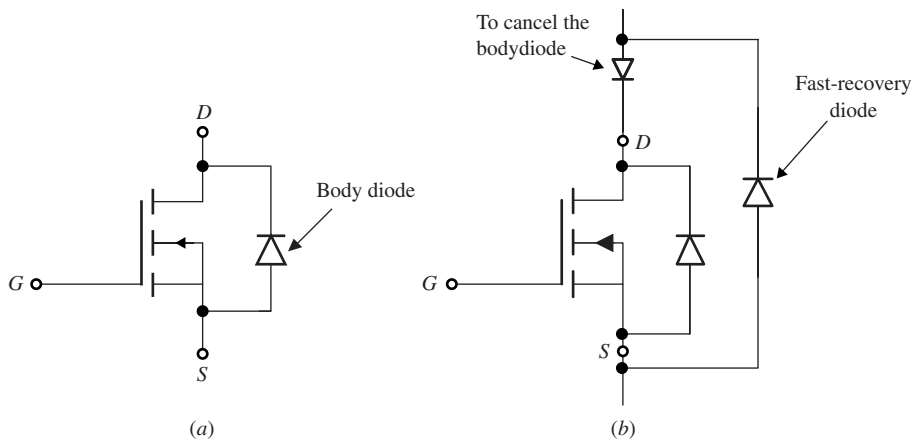 D
Body diode
G
S
(a)
To cancel the
bodydiode
Fast-recovery
diode
D
G
S
(b)